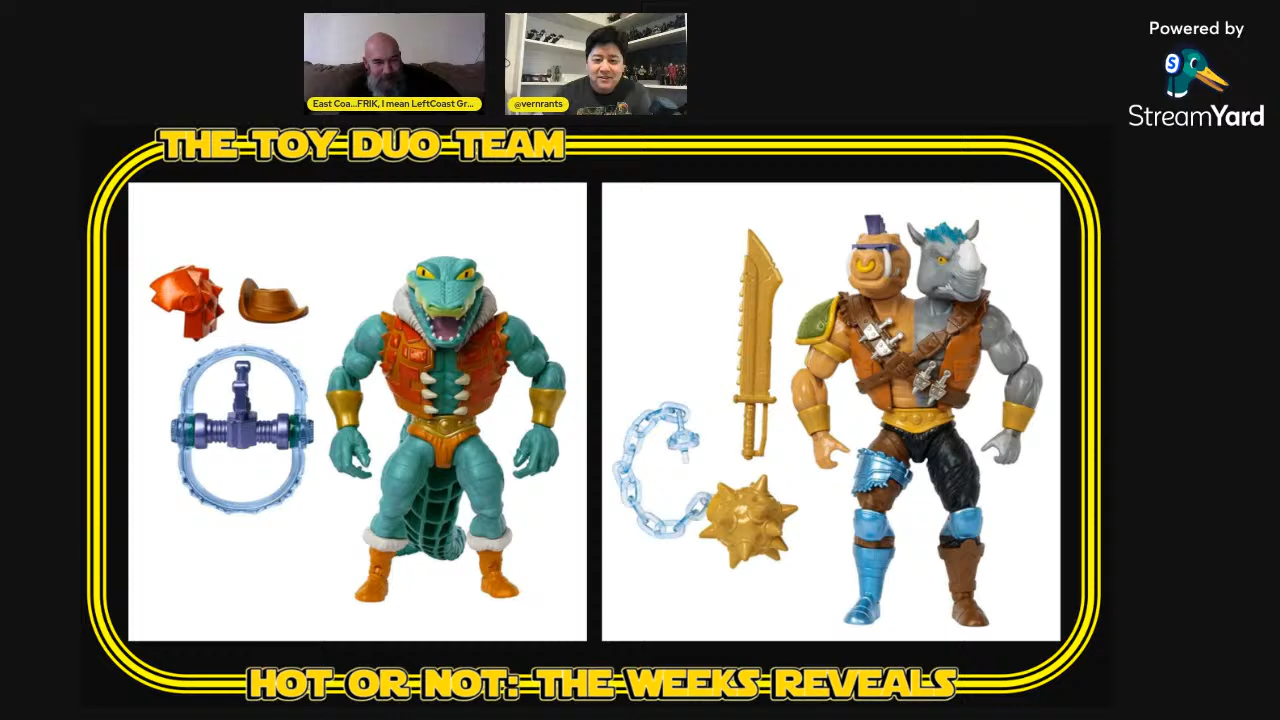 Powered by
S
StreamYard
East Coa...FRIK, I mean LeftCoast Gr...
@vernrants
THE TOY DUO TEAM
HOT OR NOT: THE WEEKS REVEALS